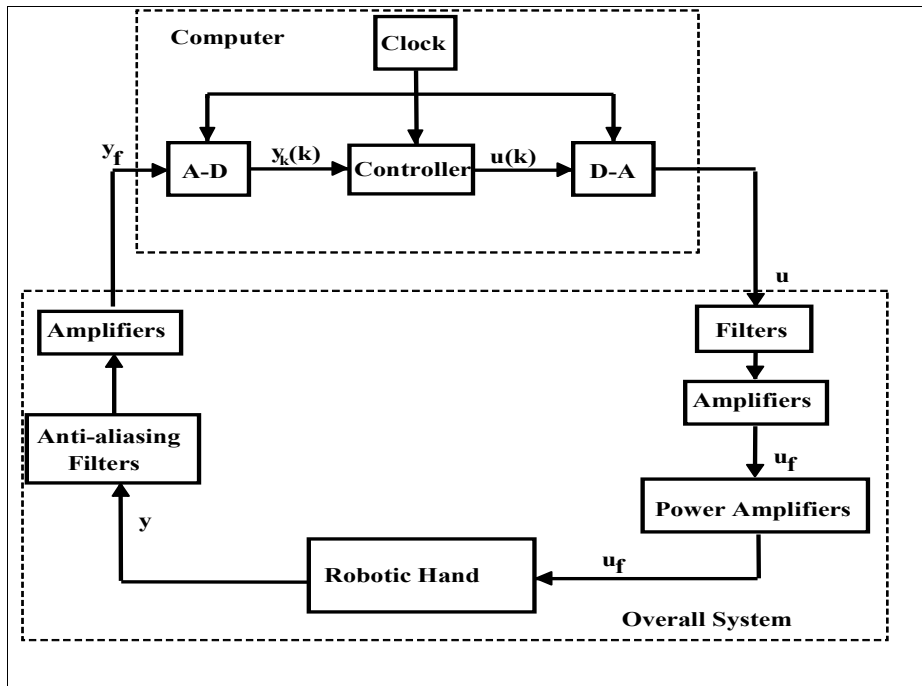 Computer
Clock
y_f
A-D
y_k(k)
Controller
u(k)
D-A
u
Amplifiers
Filters
Amplifiers
Anti-aliasing
Filters
u_f
Power Amplifiers
y
Robotic Hand
u_f
Overall System